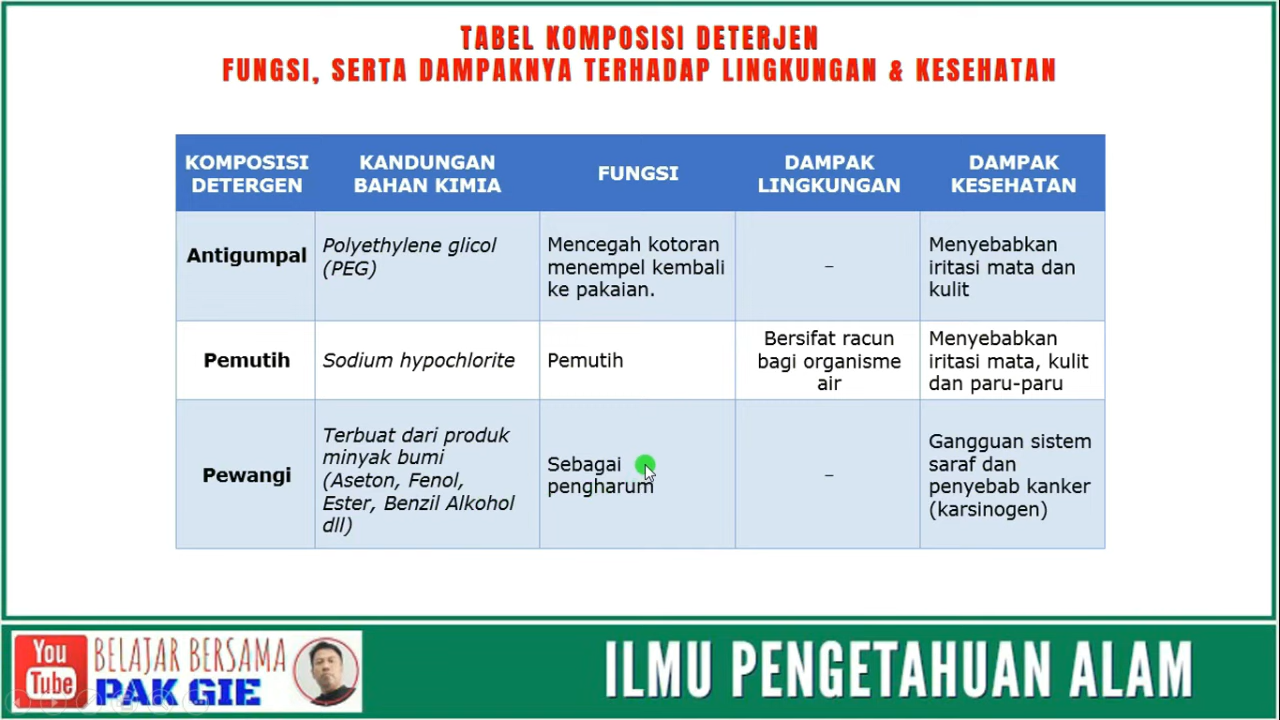 TABEL KOMPOSISI DETERJEN
FUNGSI, SERTA DAMPAKNYA TERHADAP LINGKUNGAN & KESEHATAN
KOMPOSISI
DETERGEN
KANDUNGAN
BAHAN KIMIA
FUNGSI
DAMPAK
LINGKUNGAN
DAMPAK
KESEHATAN
Antigumpal
Polyethylene glicol
(PEG)
Mencegah kotoran
menempel kembali
ke pakaian.
–
Menyebabkan
iritasi mata dan
kulit
Pemutih
Sodium hypochlorite
Pemutih
Bersifat racun
bagi organisme
air
Menyebabkan
iritasi mata, kulit
dan paru-paru
Pewangi
Terbuat dari produk
minyak bumi
(Aseton, Fenol,
Ester, Benzil Alkohol
dll)
Sebagai
pengharum
–
Gangguan sistem
saraf dan
penyebab kanker
(karsinogen)
You
Tube
BELAJAR BERSAMA
PAK GIE
ILMU PENGETAHUAN ALAM